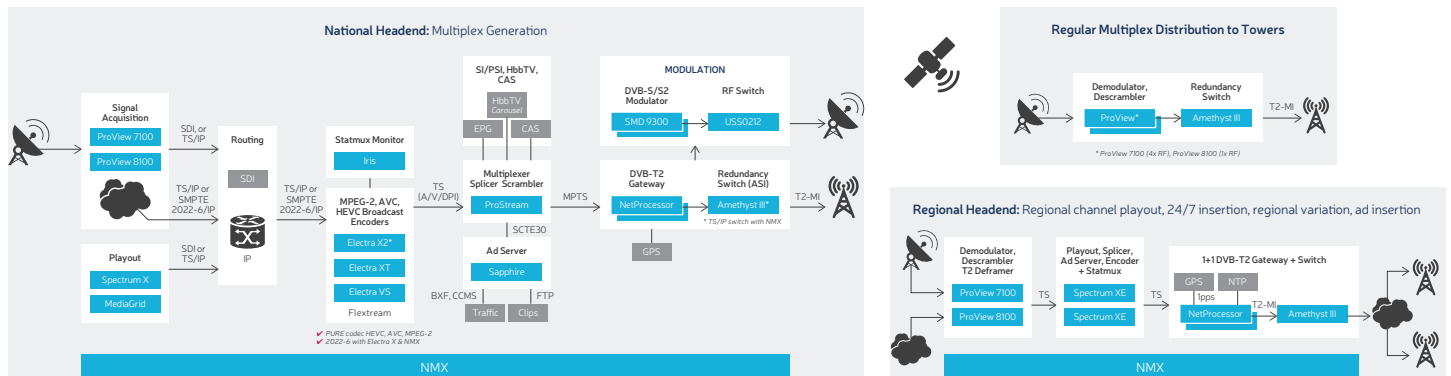 National Headend: Multiplex Generation
Signal
Acquisition
ProView 7100
ProView 8100
SDI, or
TS/IP
TS/IP or
SMPTE
2022-6/IP
Playout
Spectrum X
MediaGrid
SDI or
TS/IP
Routing
SDI
IP
TS/IP or
SMPTE
2022-6/IP
Statmux Monitor
Iris
MPEG-2, AVC,
HEVC Broadcast
Encoders
Electra X2*
Electra XT
Electra VS
Flextream
✔ PURE codec HEVC, AVC, MPEG-2
✔ 2022-6 with Electra X & NMX
TS
(A/V/DPI)
SI/PSI, HbbTV,
CAS
HbbTV
Carousel
EPG
CAS
Multiplexer
Splicer Scrambler
ProStream
SCTE30
Ad Server
Sapphire
BXF, CCMS
FTP
Traffic
Clips
MPTS
MODULATION
DVB-S/S2
Modulator
SMD 9300
RF Switch
USS0212
DVB-T2
Gateway
NetProcessor
Redundancy
Switch (ASI)
Amethyst III*
* TS/IP switch with NMX
GPS
T2-MI
NMX
Regular Multiplex Distribution to Towers
Demodulator,
Descrambler
ProView*
Redundancy
Switch
Amethyst III
T2-MI
* ProView 7100 (4x RF), ProView 8100 (1x RF)
Regional Headend: Regional channel playout, 24/7 insertion, regional variation, ad insertion
Demodulator,
Descrambler
T2 Deframer
ProView 7100
ProView 8100
TS
Playout, Splicer,
Ad Server, Encoder
+ Statmux
Spectrum XE
Spectrum XE
TS
1+1 DVB-T2 Gateway + Switch
GPS
NTP
1pps
NetProcessor
T2-MI
Amethyst III
NMX